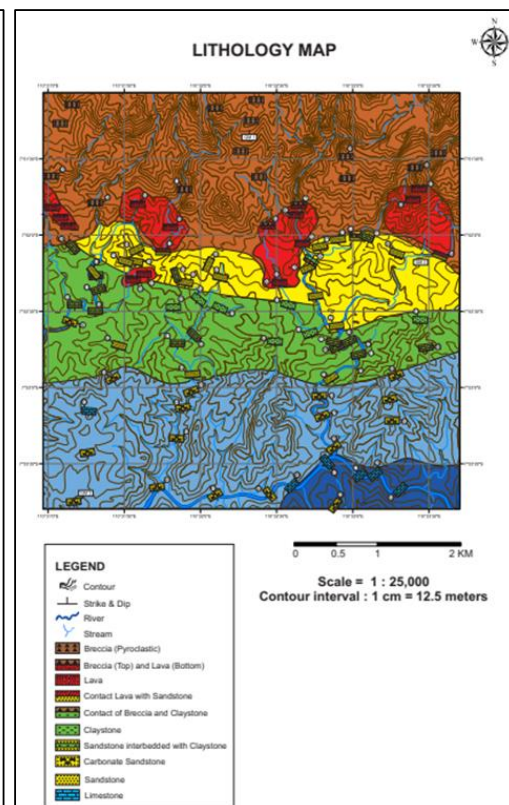 LITHOLOGY MAP
N
W E
S
0 0.5 1 2 KM
Scale = 1 : 25,000
Contour interval : 1 cm = 12.5 meters
LEGEND
Contour
Strike & Dip
River
Stream
Breccia (Pyroclastic)
Breccia (Top) and Lava (Bottom)
Lava
Contact Lava with Sandstone
Contact of Breccia and Claystone
Claystone
Sandstone interbedded with Claystone
Carbonate Sandstone
Sandstone
Limestone